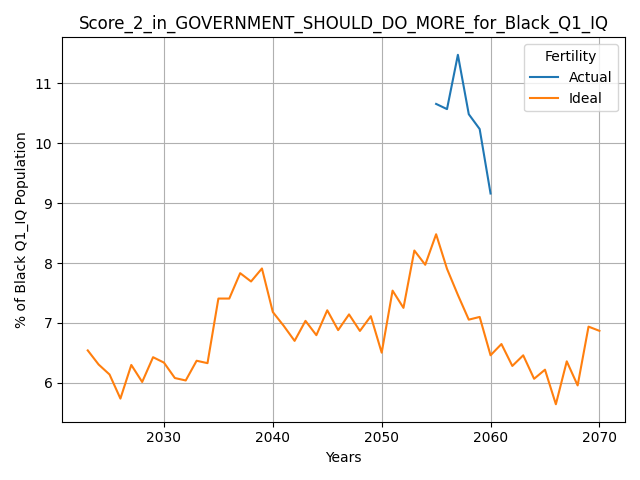 Score_2_in_GOVERNMENT_SHOULD_DO_MORE_for_Black_Q1_IQ
Fertility
Actual
Ideal
% of Black Q1_IQ Population
11
10
9
8
7
6
2030
2040
2050
2060
2070
Years